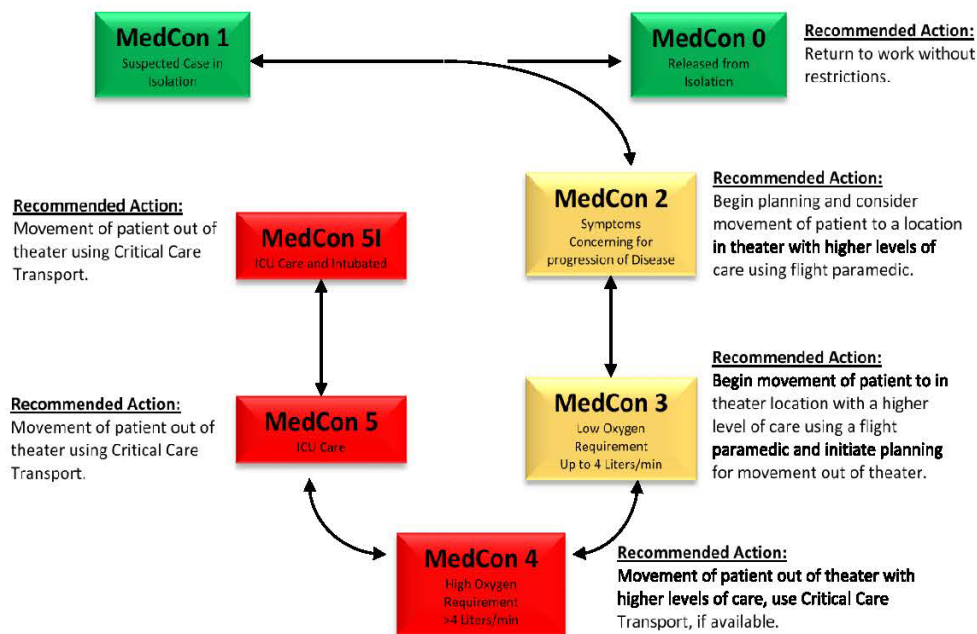 MedCon 1
Suspected Case in
Isolation
MedCon 0
Released from
Isolation
Recommended Action:
Return to work without
restrictions.
MedCon 2
Symptoms
Concerning for
progression of Disease
Recommended Action:
Begin planning and consider
movement of patient to a location
in theater with higher levels of
care using flight paramedic.
Recommended Action:
Movement of patient out of
theater using Critical Care
Transport.
MedCon 5I
ICU Care and Intubated
MedCon 3
Low Oxygen
Requirement
Up to 4 Liters/min
Recommended Action:
Begin movement of patient to in
theater location with a higher
level of care using a flight
paramedic and initiate planning
for movement out of theater.
Recommended Action:
Movement of patient out of
theater using Critical Care
Transport.
MedCon 5
ICU Care
MedCon 4
High Oxygen
Requirement
>4 Liters/min
Recommended Action:
Movement of patient out of theater with
higher levels of care, use Critical Care
Transport, if available.